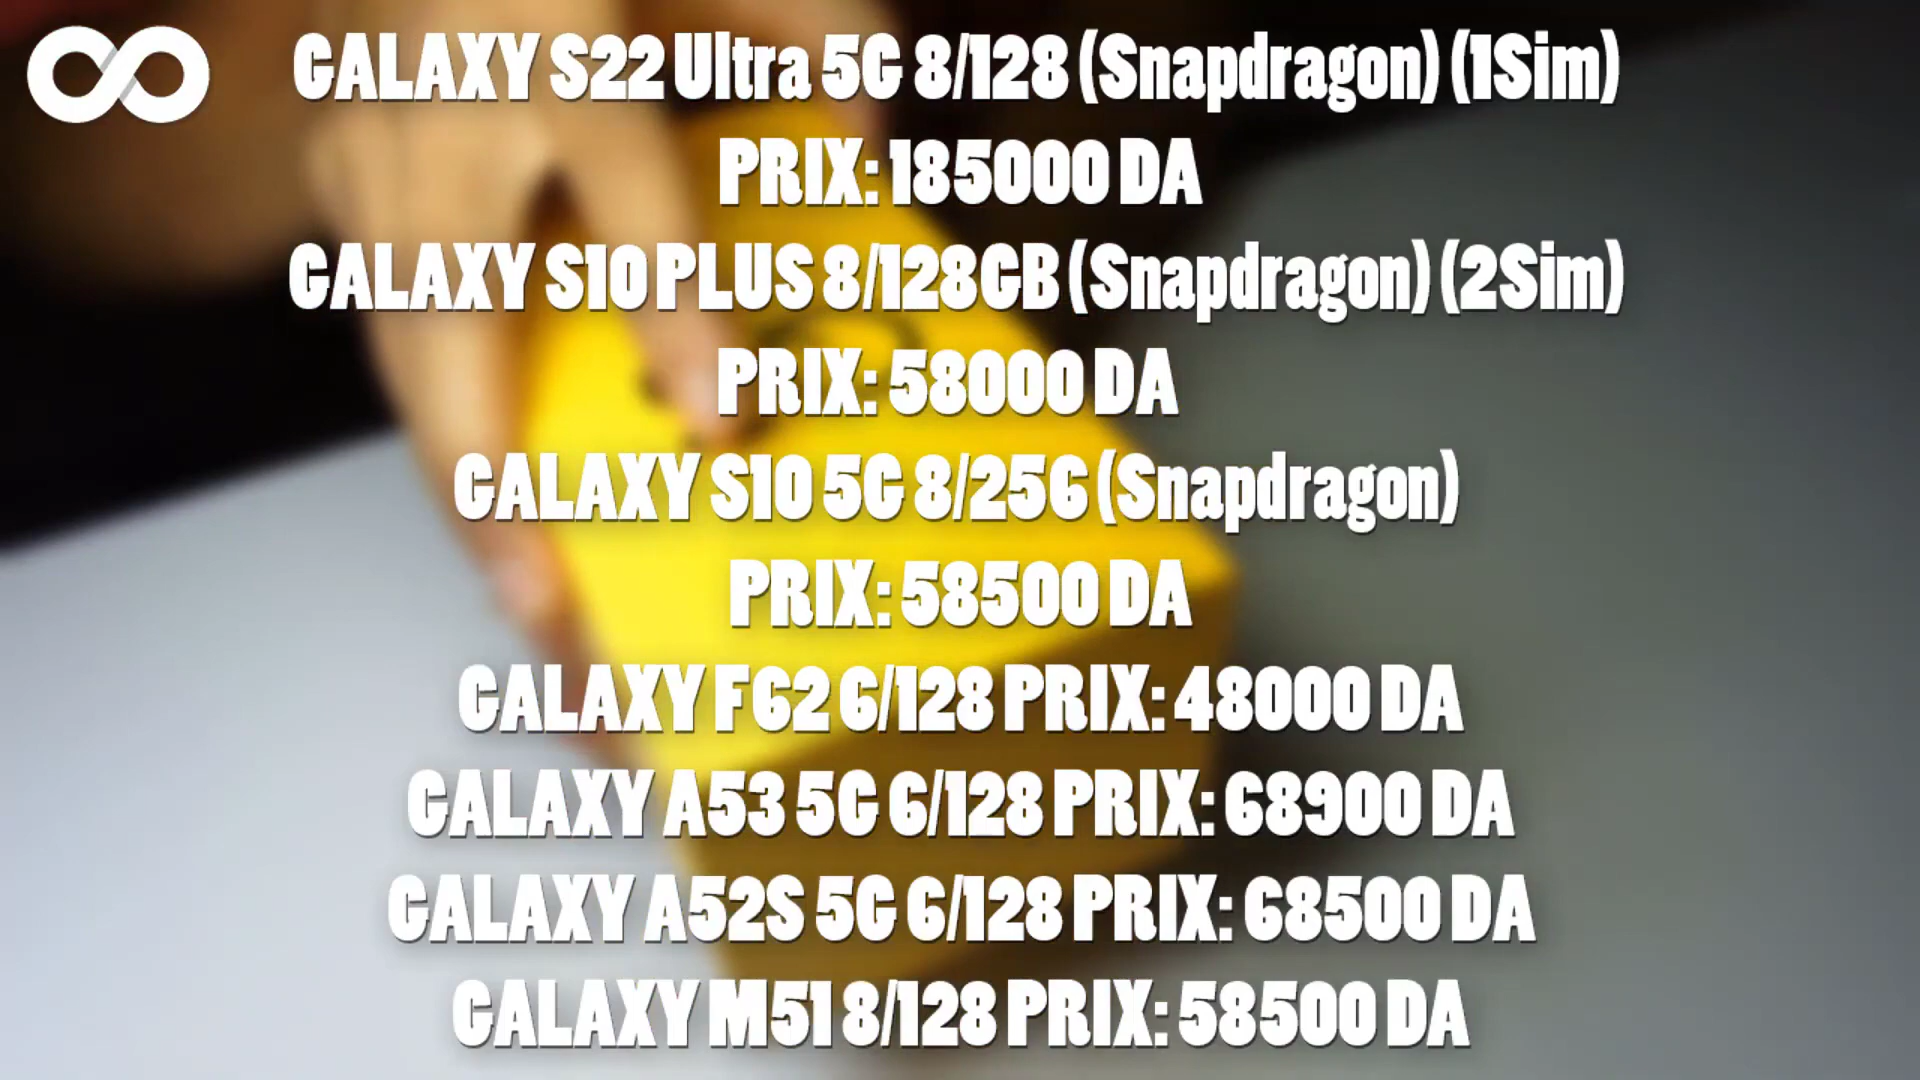 GALAXY S22 Ultra 5G 8/128 (Snapdragon) (1Sim)
PRIX: 185000 DA
GALAXY S10 PLUS 8/128GB (Snapdragon) (2Sim)
PRIX: 58000 DA
GALAXY S10 5G 8/256 (Snapdragon)
PRIX: 58500 DA
GALAXY F62 6/128 PRIX: 48000 DA
GALAXY A53 5G 6/128 PRIX: 68900 DA
GALAXY A52S 5G 6/128 PRIX: 68500 DA
GALAXY M51 8/128 PRIX: 58500 DA